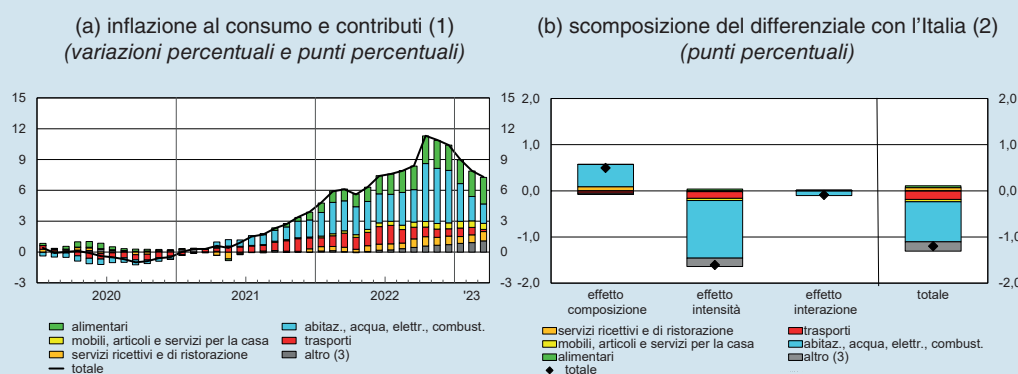 (a) inflazione al consumo e contributi (1)
(variazioni percentuali e punti percentuali)
15
12
9
6
3
0
-3
15
12
9
6
3
0
-3
2020
2021
2022
'23
alimentari
abitaz., acqua, elettr., combust.
mobili, articoli e servizi per la casa
trasporti
servizi ricettivi e di ristorazione
altro (3)
totale
(b) scomposizione del differenziale con l'Italia (2)
(punti percentuali)
2,0
1,0
0,0
-1,0
-2,0
2,0
1,0
0,0
-1,0
-2,0
effetto
composizione
effetto
intensità
effetto
interazione
totale
servizi ricettivi e di ristorazione
trasporti
mobili, articoli e servizi per la casa
abitaz., acqua, elettr., combust.
alimentari
altro (3)
totale